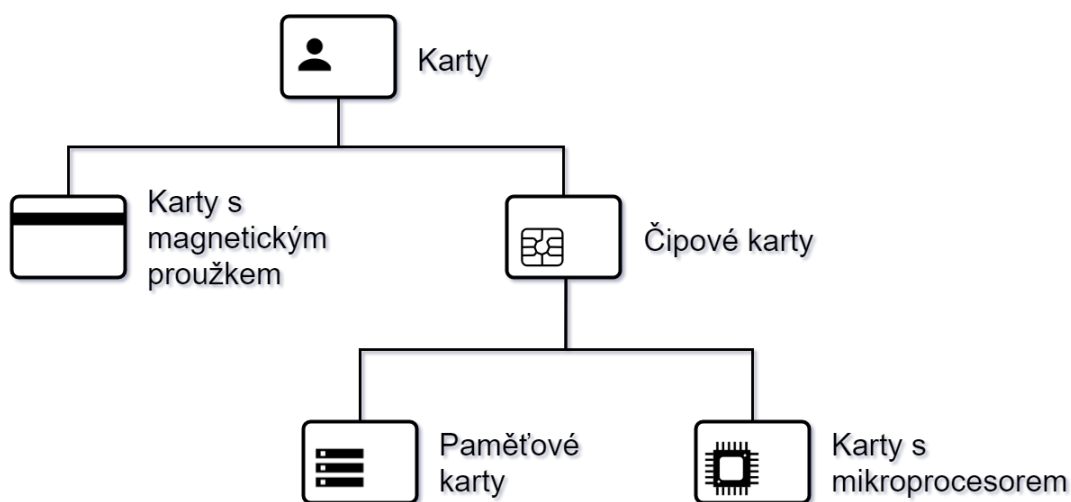 Karty
Karty s
magnetickým
proužkem
Čipové karty
Paměťové
karty
Karty s
mikroprocesorem